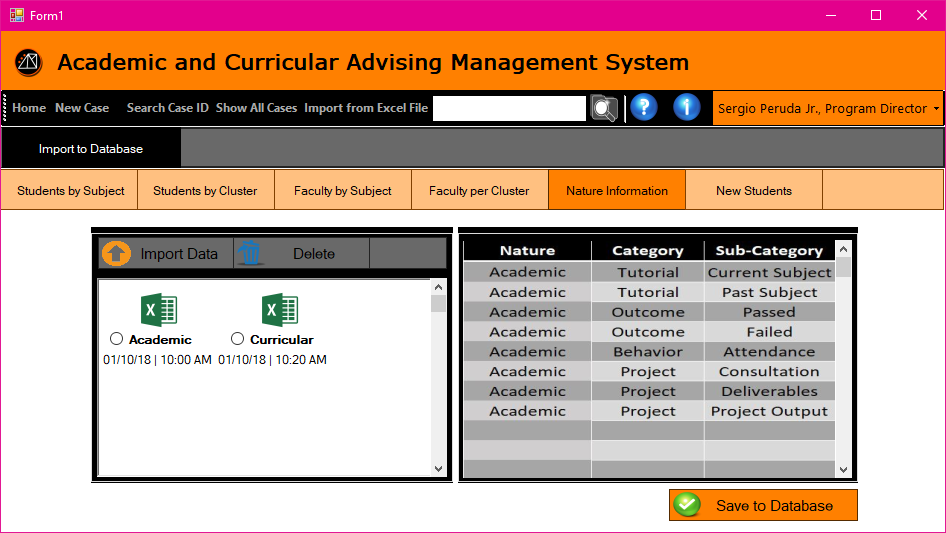 Form1
Academic and Curricular Advising Management System
Home New Case Search Case ID Show All Cases Import from Excel File Sergio Peruda Jr., Program Director
Import to Database
Students by Subject Students by Cluster Faculty by Subject Faculty per Cluster Nature Information New Students
Import Data Delete
Academic Curricular
01/10/18 | 10:00 AM 01/10/18 | 10:20 AM
Nature Category Sub-Category
Academic Tutorial Current Subject
Academic Tutorial Past Subject
Academic Outcome Passed
Academic Outcome Failed
Academic Behavior Attendance
Academic Project Consultation
Academic Project Deliverables
Academic Project Project Output
Save to Database